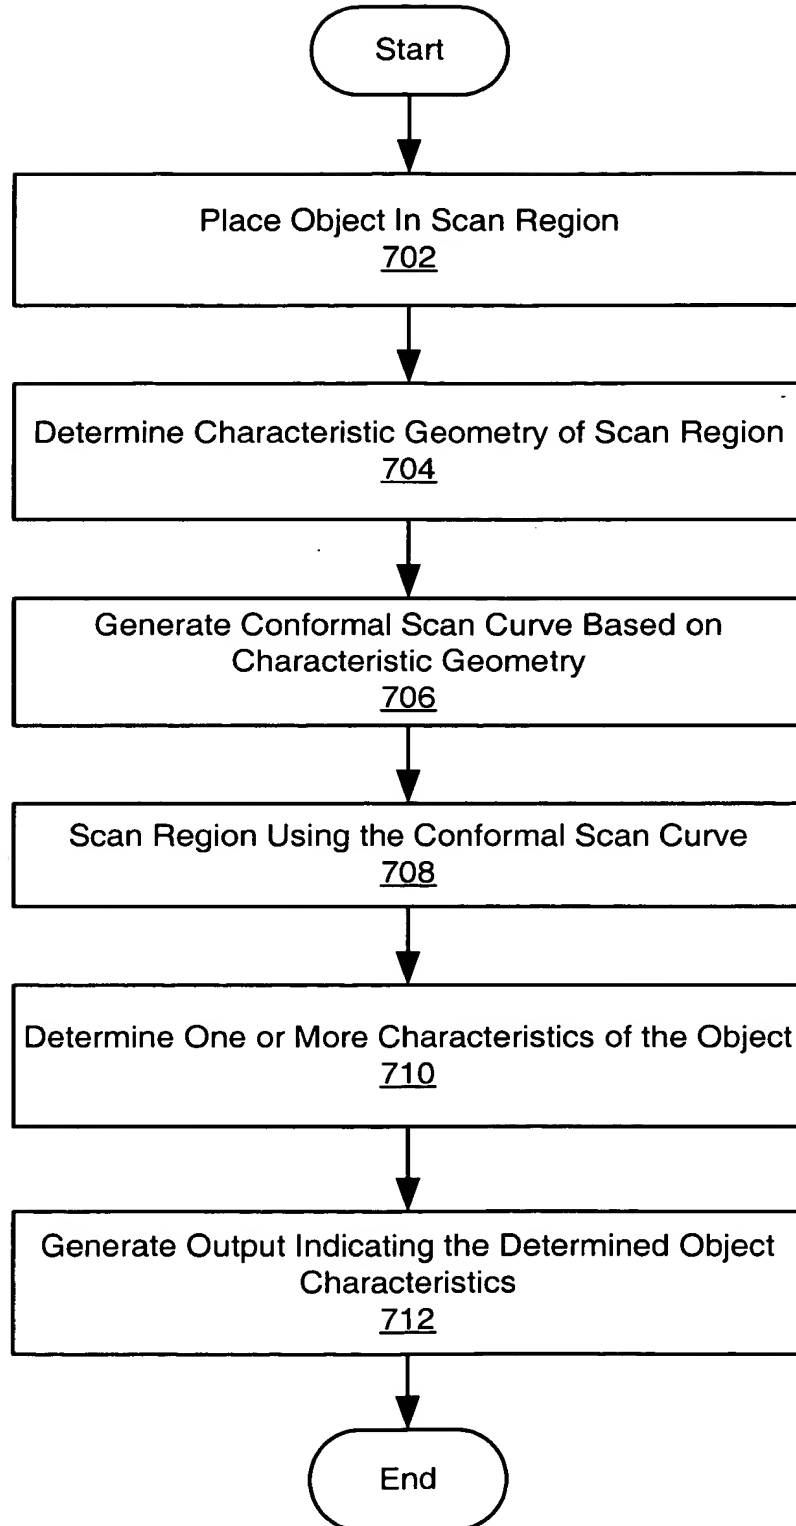 Start
Place Object In Scan Region
702
Determine Characteristic Geometry of Scan Region
704
Generate Conformal Scan Curve Based on
Characteristic Geometry
706
Scan Region Using the Conformal Scan Curve
708
Determine One or More Characteristics of the Object
710
Generate Output Indicating the Determined Object
Characteristics
712
End